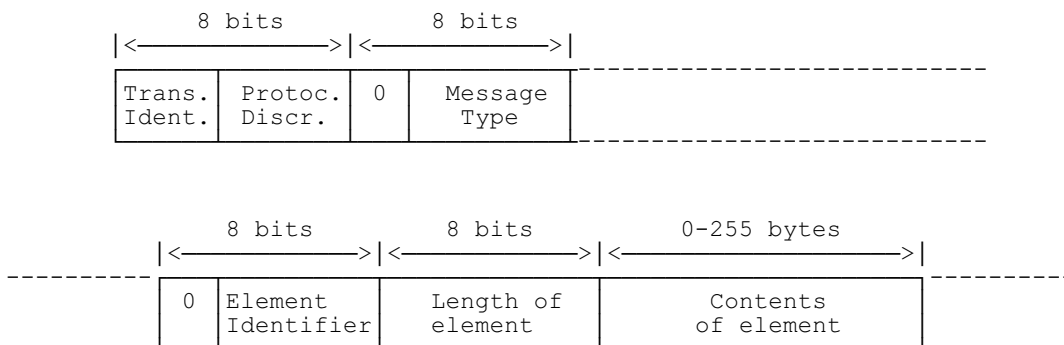 8 bits 8 bits
|<------------>|<------------>|
Trans. Protoc. 0 Message
Ident. Discr. Type
8 bits 8 bits 0-255 bytes
|<------------>|<------------>|<-------------------->|
0 Element Length of Contents
Identifier element of element